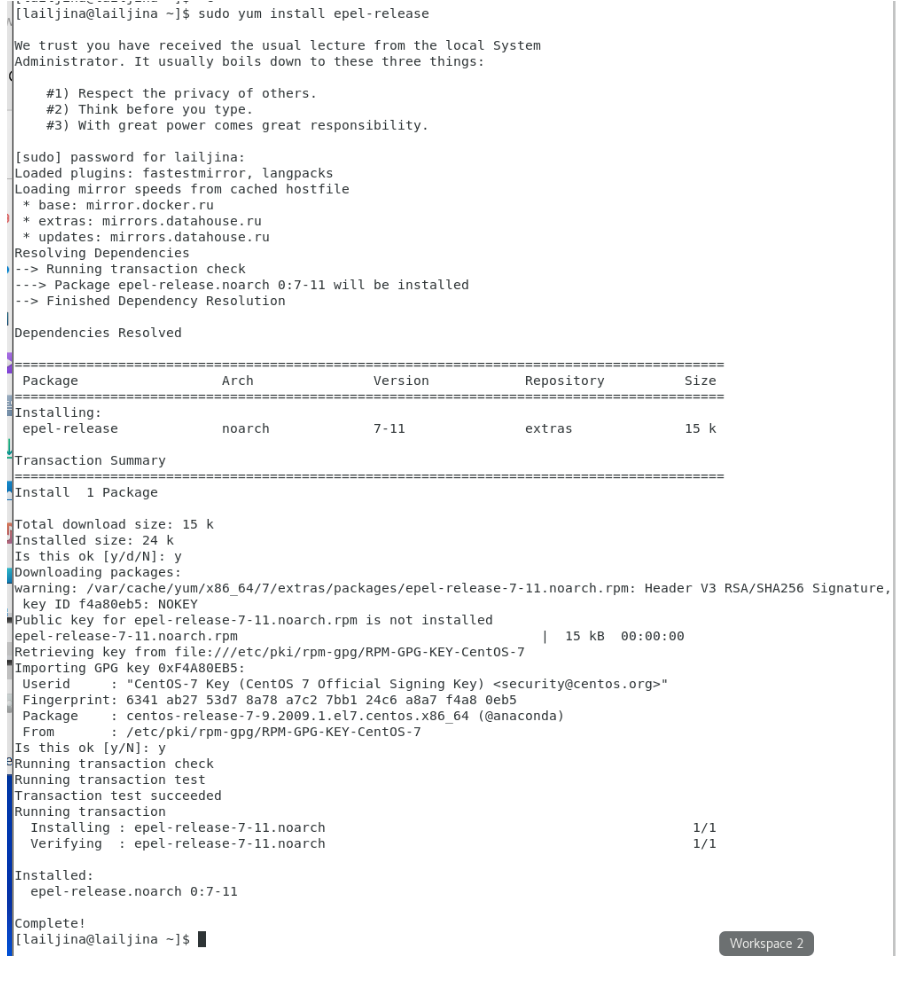 [lailjina@lailjina ~]$ sudo yum install epel-release
We trust you have received the usual lecture from the local System
Administrator. It usually boils down to these three things:
#1) Respect the privacy of others.
#2) Think before you type.
#3) With great power comes great responsibility.
[sudo] password for lailjina:
Loaded plugins: fastestmirror, langpacks
Loading mirror speeds from cached hostfile
* base: mirror.docker.ru
* extras: mirrors.datahouse.ru
* updates: mirrors.datahouse.ru
Resolving Dependencies
--> Running transaction check
---> Package epel-release.noarch 0:7-11 will be installed
--> Finished Dependency Resolution
Dependencies Resolved
=========================================================================================
Package Arch Version Repository Size
=========================================================================================
Installing:
epel-release noarch 7-11 extras 15 k
Transaction Summary
=========================================================================================
Install 1 Package
Total download size: 15 k
Installed size: 24 k
Is this ok [y/d/N]: y
Downloading packages:
warning: /var/cache/yum/x86_64/7/extras/packages/epel-release-7-11.noarch.rpm: Header V3 RSA/SHA256 Signature,
key ID f4a80eb5: NOKEY
Public key for epel-release-7-11.noarch.rpm is not installed
epel-release-7-11.noarch.rpm | 15 kB 00:00:00
Retrieving key from file:///etc/pki/rpm-gpg/RPM-GPG-KEY-CentOS-7
Importing GPG key 0xF4A80EB5:
Userid : "CentOS-7 Key (CentOS 7 Official Signing Key) <security@centos.org>"
Fingerprint: 6341 ab27 53d7 8a78 a7c2 7bb1 24c6 a8a7 f4a8 0eb5
Package : centos-release-7-9.2009.1.el7.centos.x86_64 (@anaconda)
From : /etc/pki/rpm-gpg/RPM-GPG-KEY-CentOS-7
Is this ok [y/N]: y
Running transaction check
Running transaction test
Transaction test succeeded
Running transaction
Installing : epel-release-7-11.noarch 1/1
Verifying : epel-release-7-11.noarch 1/1
Installed:
epel-release.noarch 0:7-11
Complete!
[lailjina@lailjina ~]$
Workspace 2